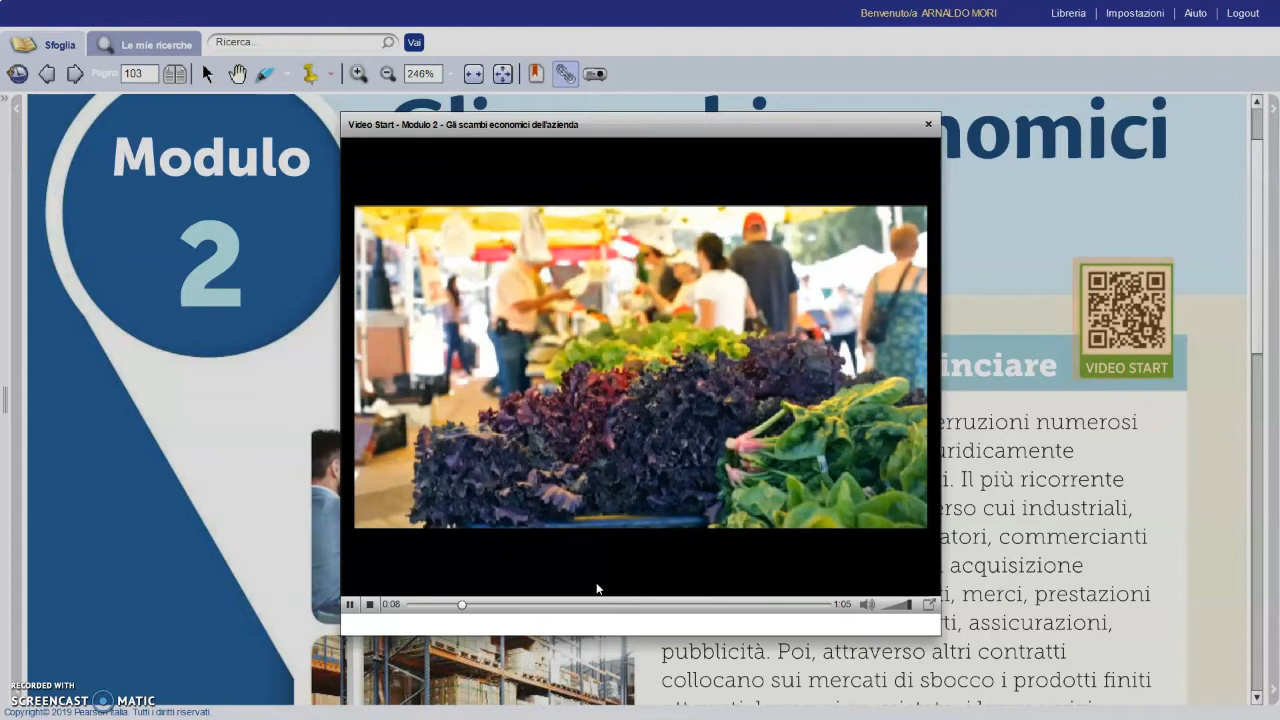 Benvenuto/a ARNALDO MORI
Libreria | Impostazioni | Aiuto | Logout
Sfoglia
Le mie ricerche
Ricerca...
Vai
Pagina 103
246%
Modulo
2
nomici
Video Start - Modulo 2 - Gli scambi economici dell'azienda
0:08
1:05
VIDEO START
inciare
erruzioni numerosi
uridicamente
i. Il più ricorrente
erso cui industriali,
atori, commercianti
acquisizione
i, merci, prestazioni
ti, assicurazioni,
pubblicità. Poi, attraverso altri contratti
collocano sui mercati di sbocco i prodotti finiti
RECORDED WITH
SCREENCAST MATIC
Copyright© 2019 Pearson Italia. Tutti i diritti riservati.